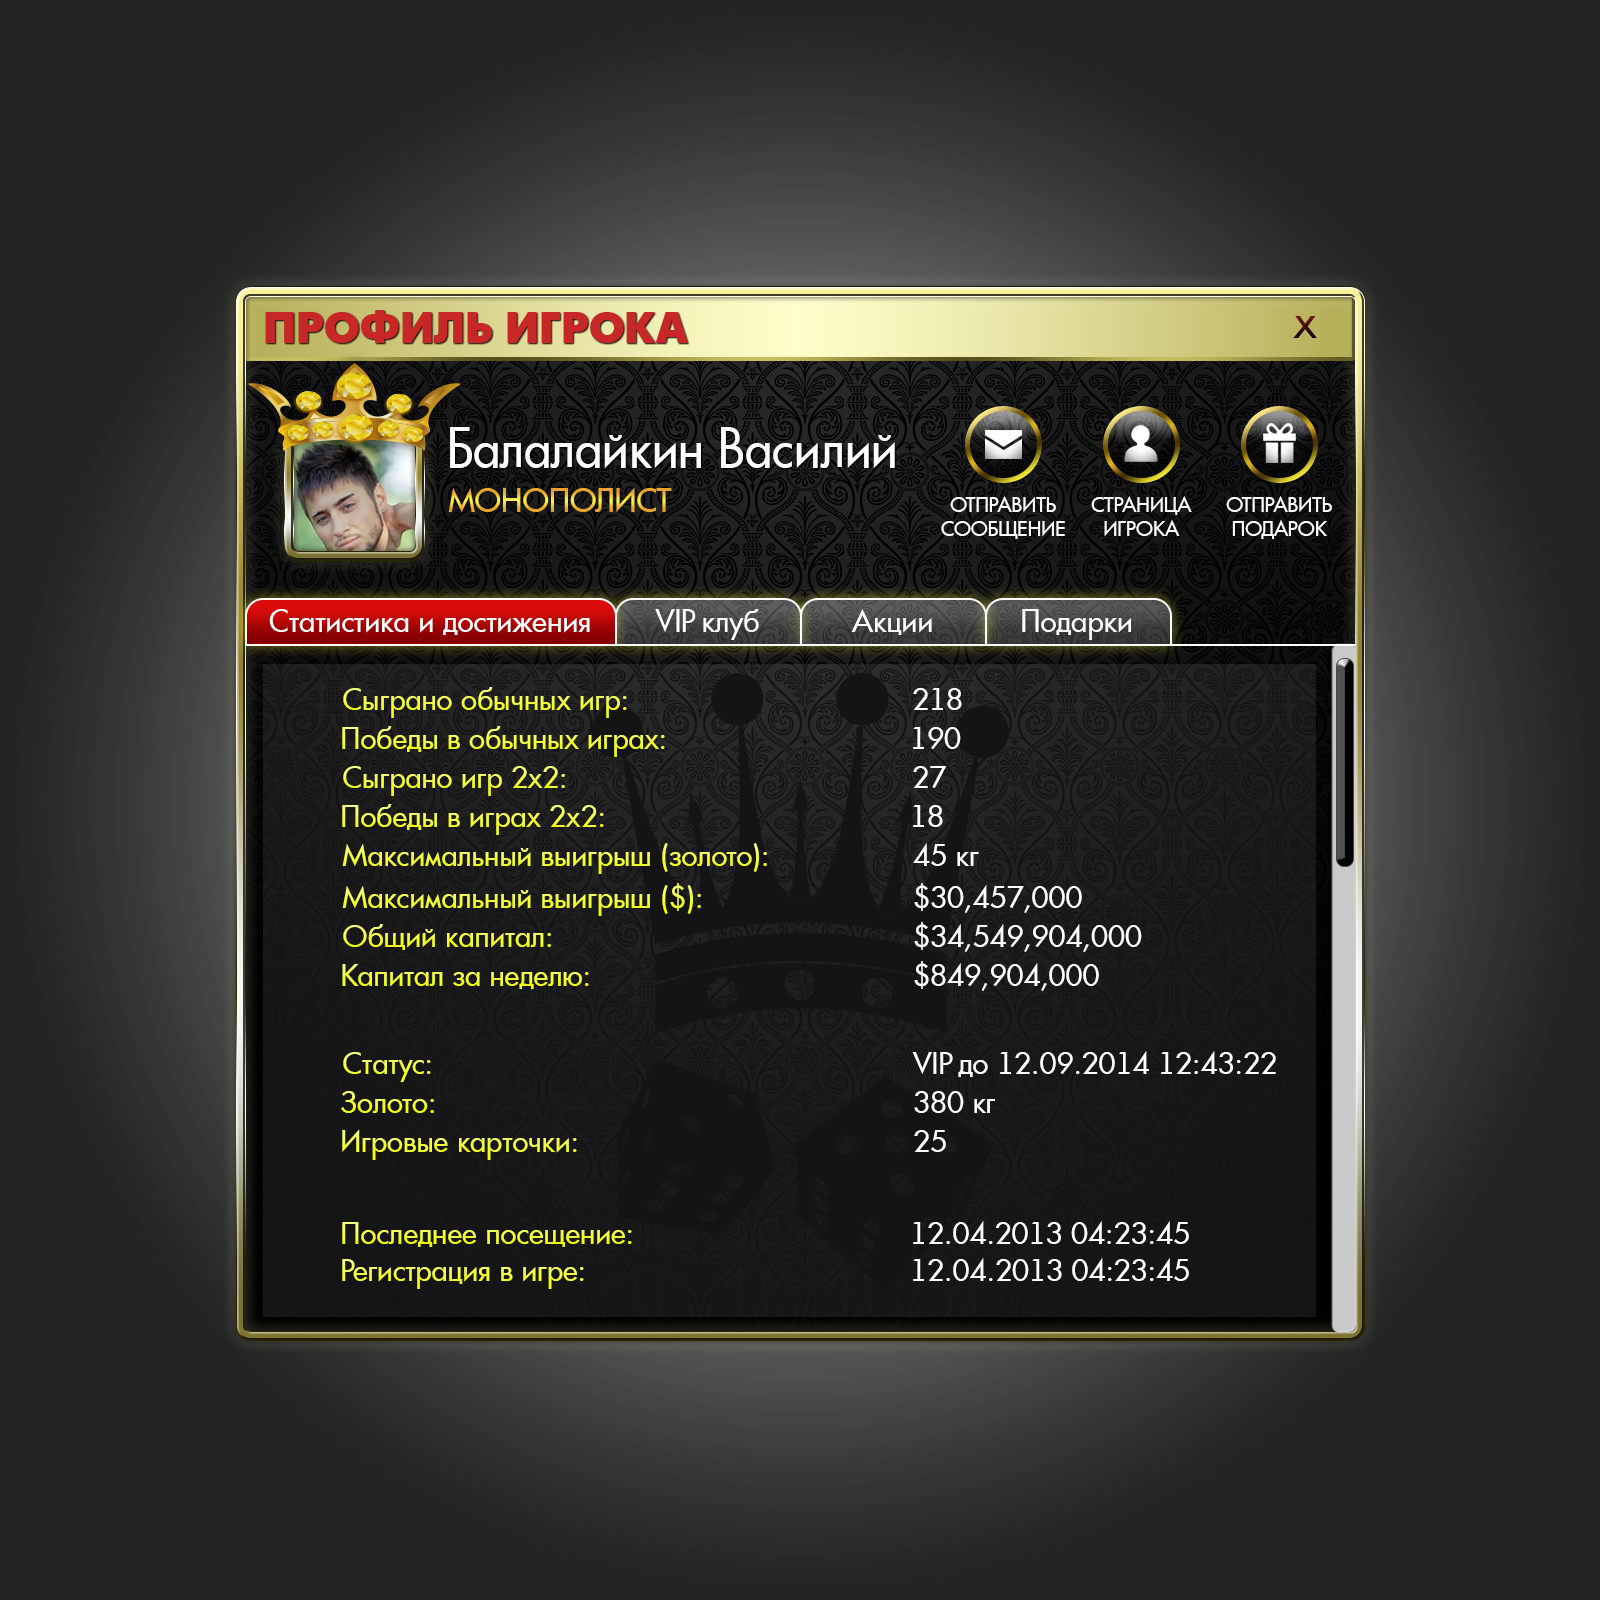 ПРОФИЛЬ ИГРОКА
X
Балалайкин Василий
МОНОПОЛИСТ
ОТПРАВИТЬ
СООБЩЕНИЕ
СТРАНИЦА
ИГРОКА
ОТПРАВИТЬ
ПОДАРОК
Статистика и достижения
VIP клуб
Акции
Подарки
Сыграно обычных игр: 218
Победы в обычных играх: 190
Сыграно игр 2x2: 27
Победы в играх 2x2: 18
Максимальный выигрыш (золото): 45 кг
Максимальный выигрыш ($): $30,457,000
Общий капитал: $34,549,904,000
Капитал за неделю: $849,904,000
Статус: VIP до 12.09.2014 12:43:22
Золото: 380 кг
Игровые карточки: 25
Последнее посещение: 12.04.2013 04:23:45
Регистрация в игре: 12.04.2013 04:23:45